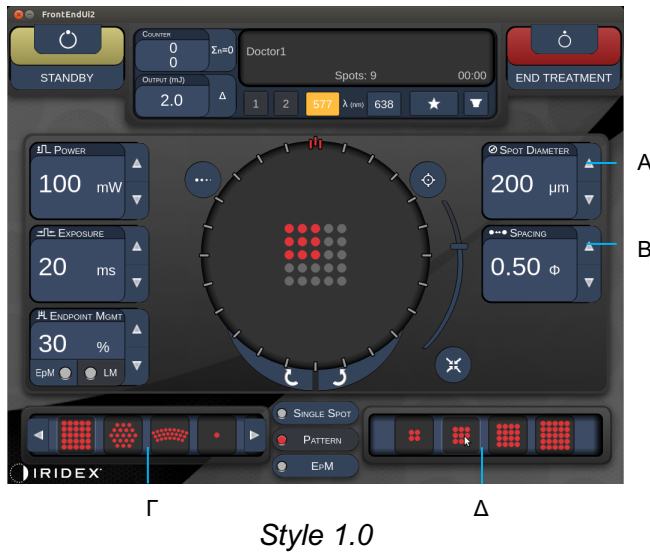 FrontEndUi2
STANDBY
COUNTER
0
0
Σn=0
OUTPUT (mJ)
2.0
Δ
Doctor1
Spots: 9 00:00
1 2 577 λ (nm) 638
END TREATMENT
POWER
100 mW
EXPOSURE
20 ms
ENDPOINT MGMT
30 %
EpM LM
SPOT DIAMETER
200 μm
SPACING
0.50 Φ
A
B
SINGLE SPOT
PATTERN
EPM
IRIDEX
Γ
Δ
Style 1.0